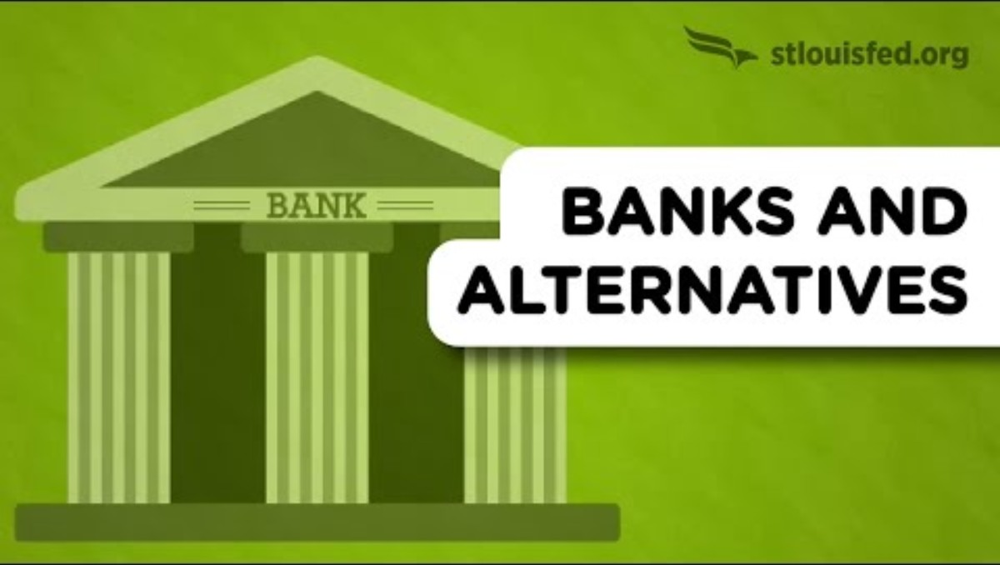 stlouisfed.org
BANK
BANKS AND
ALTERNATIVES